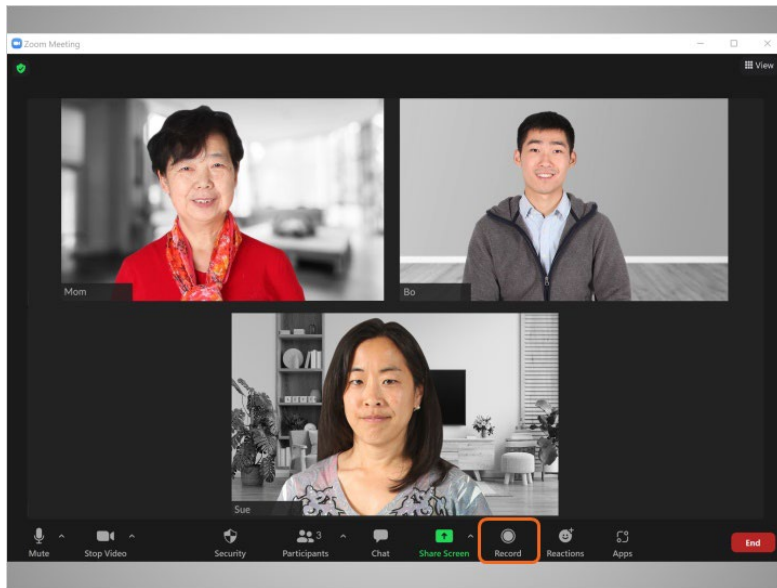 Zoom Meeting
View
Mom
Bo
Sue
Mute
Stop Video
Security
Participants
3
Chat
Share Screen
Record
Reactions
Apps
End